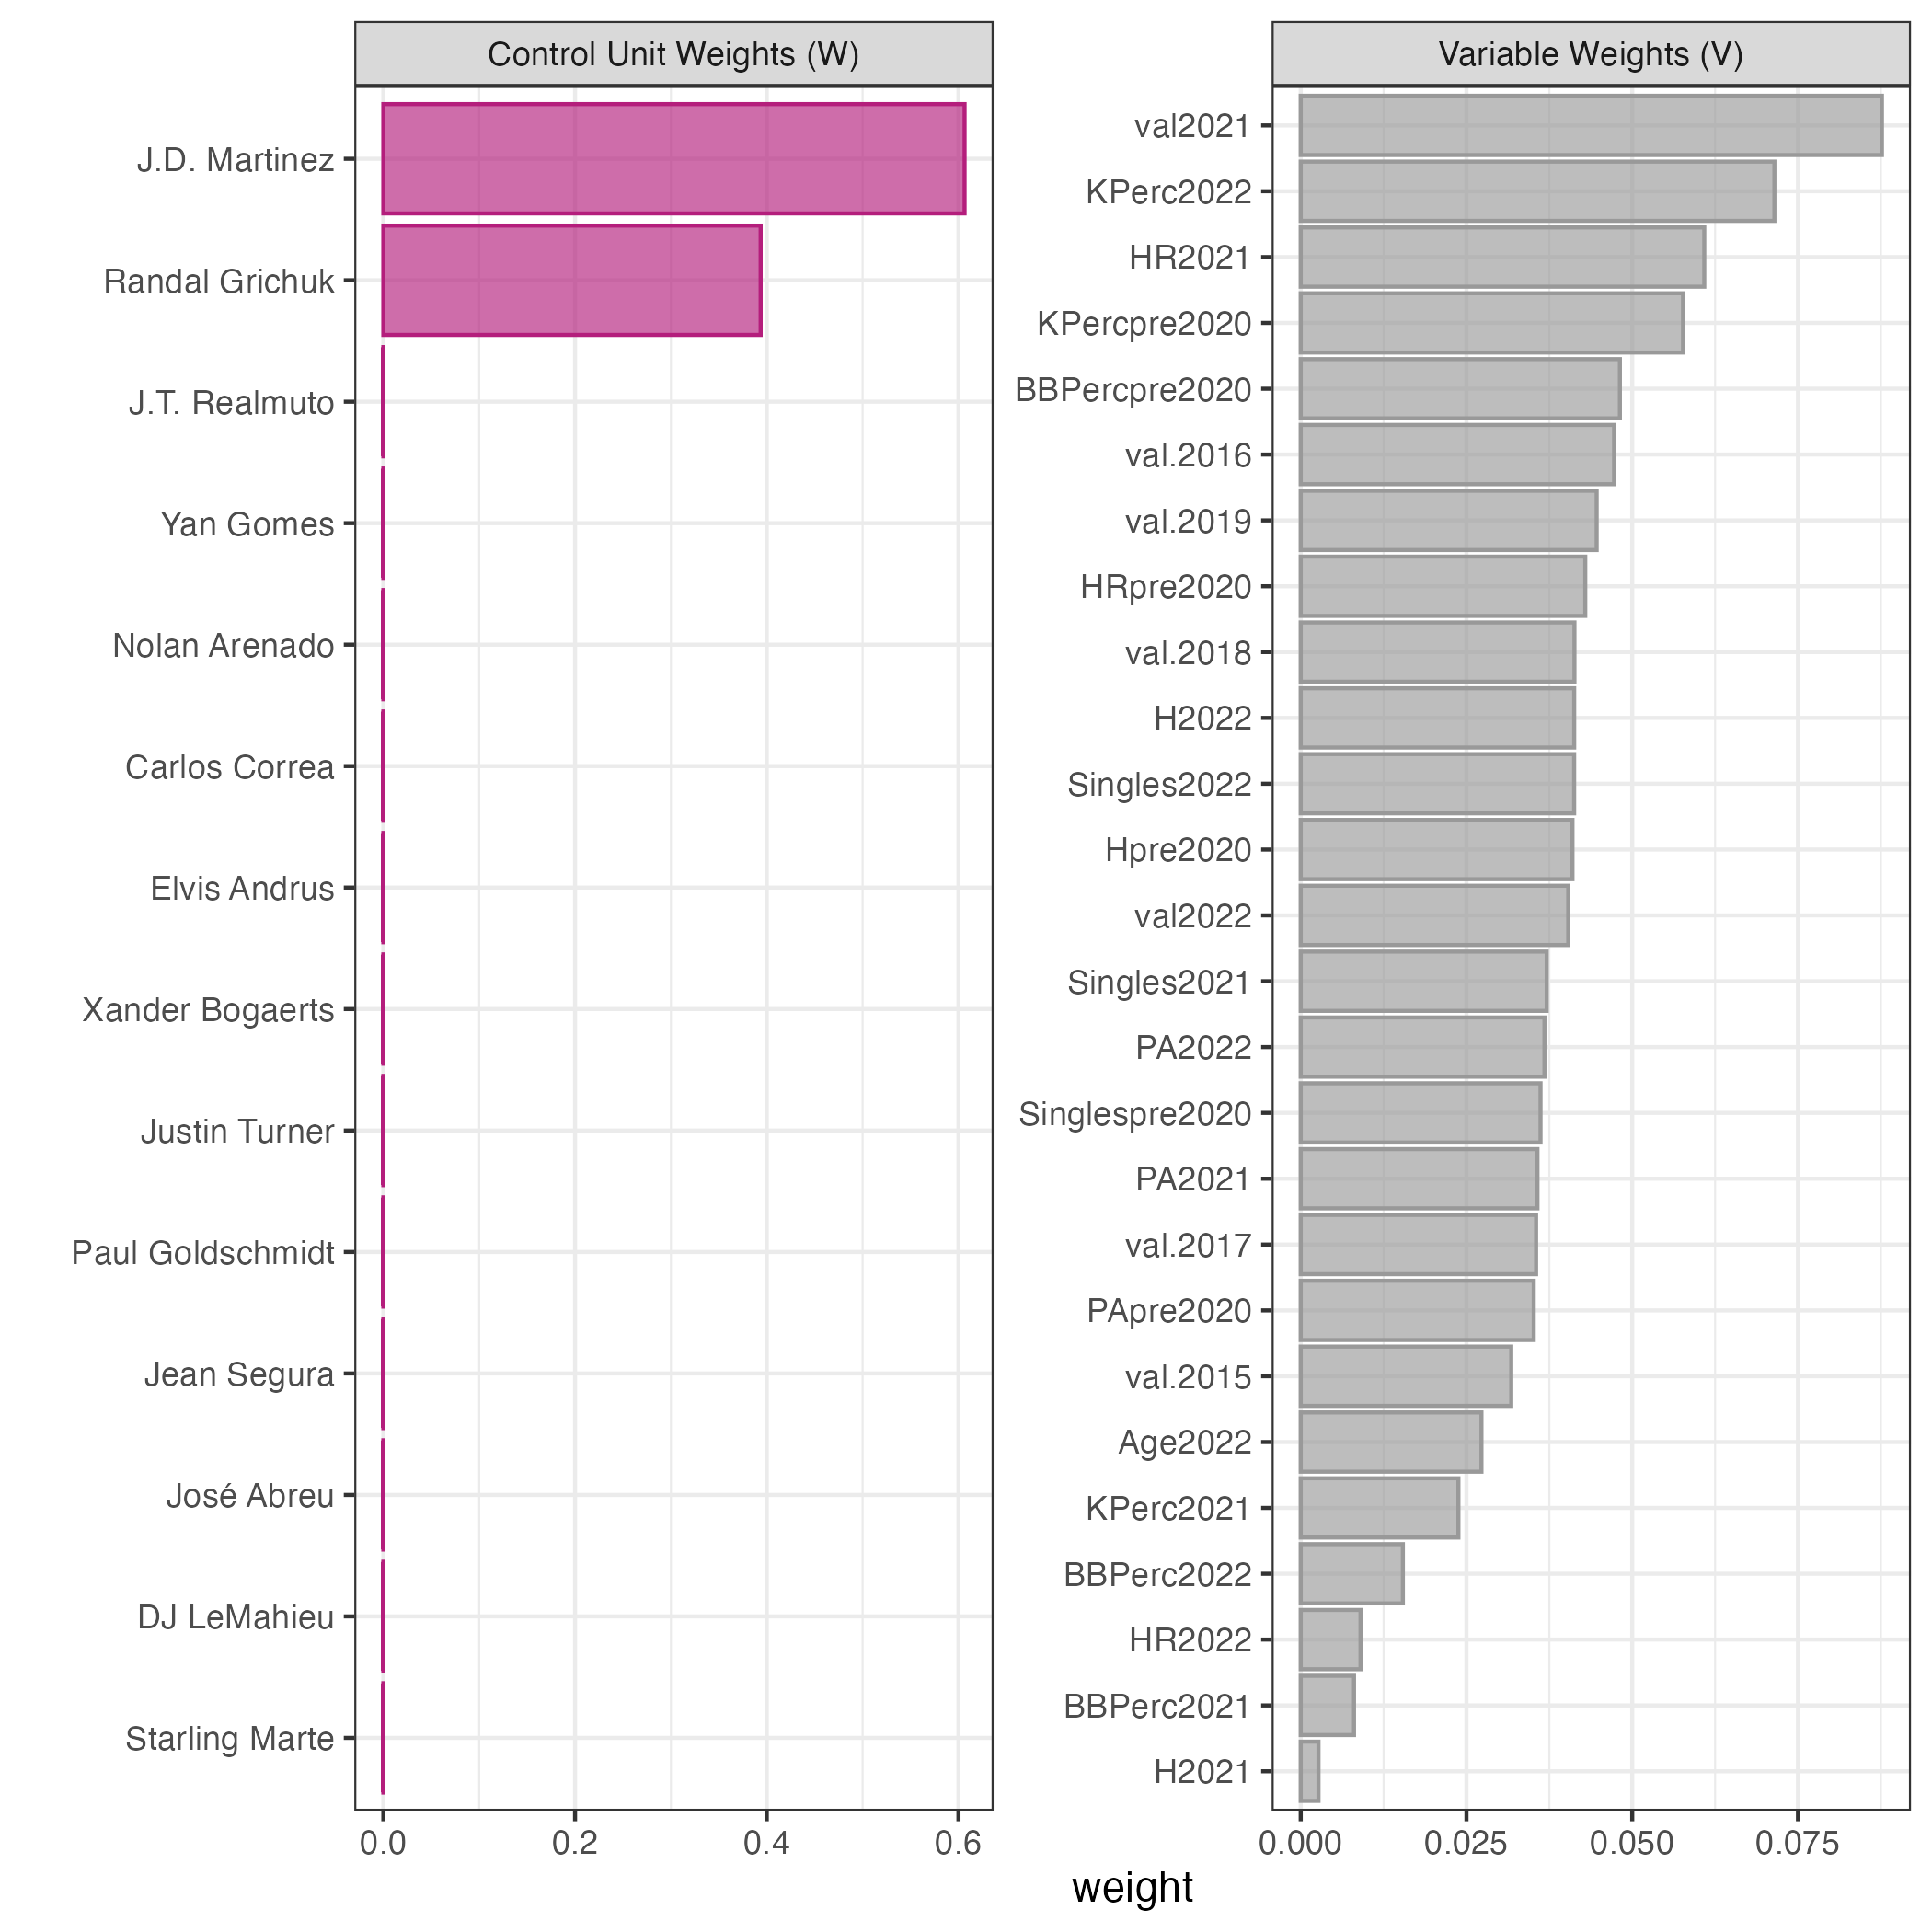 Control Unit Weights (W)
J.D. Martinez
Randal Grichuk
J.T. Realmuto
Yan Gomes
Nolan Arenado
Carlos Correa
Elvis Andrus
Xander Bogaerts
Justin Turner
Paul Goldschmidt
Jean Segura
José Abreu
DJ LeMahieu
Starling Marte
0.0 0.2 0.4 0.6
Variable Weights (V)
val2021
KPerc2022
HR2021
KPercpre2020
BBPercpre2020
val.2016
val.2019
HRpre2020
val.2018
H2022
Singles2022
Hpre2020
val2022
Singles2021
PA2022
Singlespre2020
PA2021
val.2017
PApre2020
val.2015
Age2022
KPerc2021
BBPerc2022
HR2022
BBPerc2021
H2021
0.000 0.025 0.050 0.075
weight